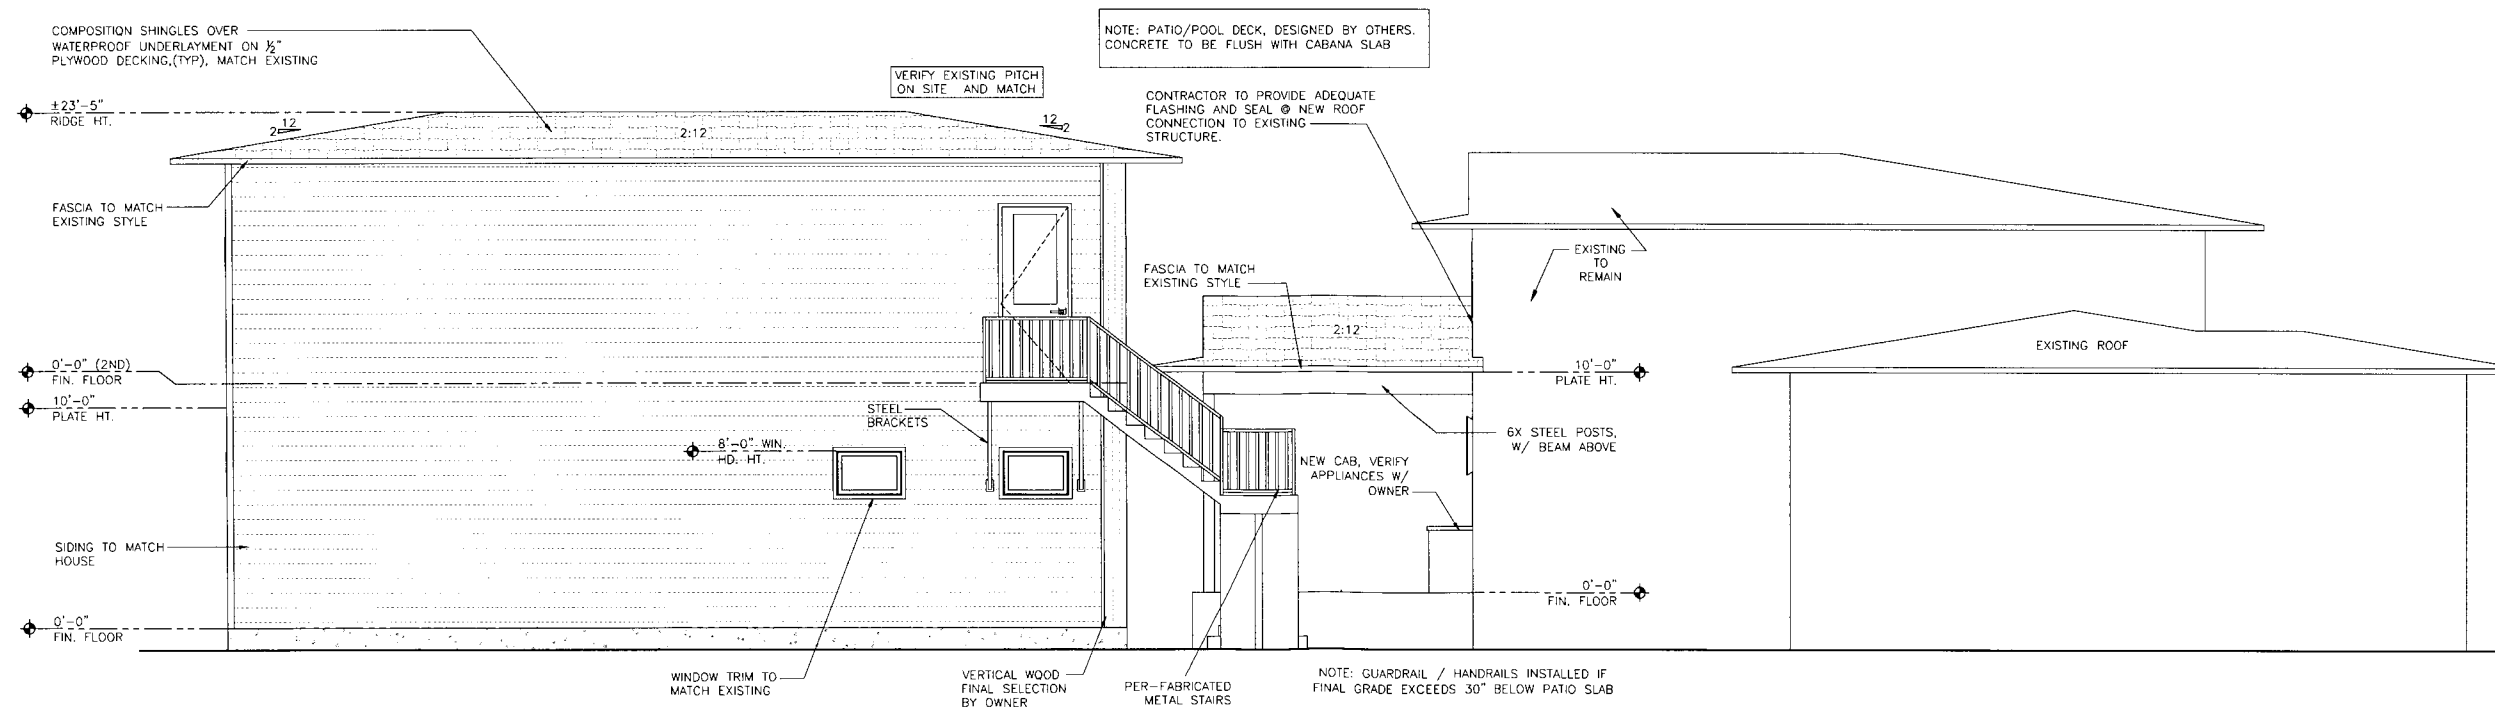 COMPOSITION SHINGLES OVER
WATERPROOF UNDERLAYMENT ON ½"
PLYWOOD DECKING,(TYP), MATCH EXISTING
NOTE: PATIO/POOL DECK, DESIGNED BY OTHERS.
CONCRETE TO BE FLUSH WITH CABANA SLAB
VERIFY EXISTING PITCH
ON SITE AND MATCH
CONTRACTOR TO PROVIDE ADEQUATE
FLASHING AND SEAL @ NEW ROOF
CONNECTION TO EXISTING
STRUCTURE.
±23'-5"
RIDGE HT.
12
2
2:12
12
2
FASCIA TO MATCH
EXISTING STYLE
EXISTING
TO
REMAIN
FASCIA TO MATCH
EXISTING STYLE
2:12
EXISTING ROOF
0'-0" (2ND)
FIN. FLOOR
10'-0"
PLATE HT.
10'-0"
PLATE HT.
STEEL
BRACKETS
8'-0" WIN.
HD. HT.
6X STEEL POSTS,
W/ BEAM ABOVE
NEW CAB, VERIFY
APPLIANCES W/
OWNER
SIDING TO MATCH
HOUSE
0'-0"
FIN. FLOOR
0'-0"
FIN. FLOOR
WINDOW TRIM TO
MATCH EXISTING
VERTICAL WOOD
FINAL SELECTION
BY OWNER
PER-FABRICATED
METAL STAIRS
NOTE: GUARDRAIL / HANDRAILS INSTALLED IF
FINAL GRADE EXCEEDS 30" BELOW PATIO SLAB